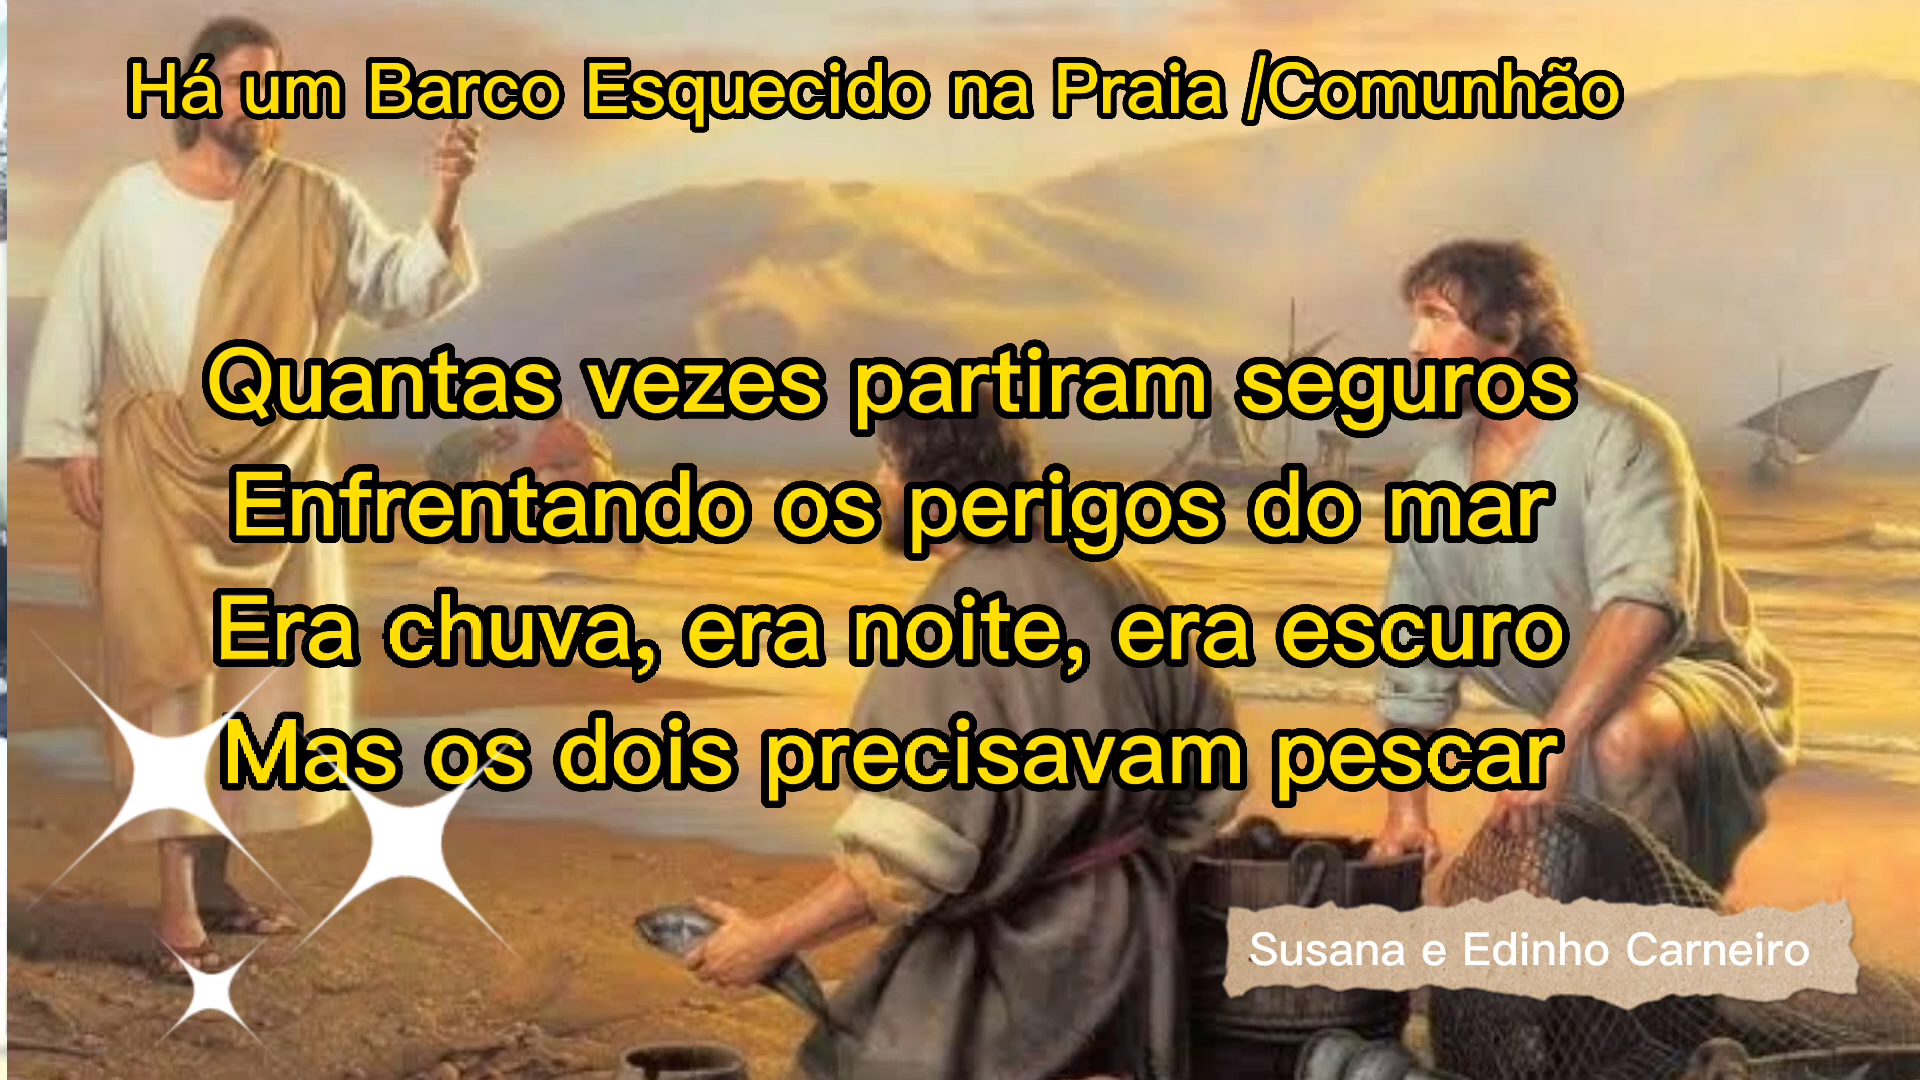 Há um Barco Esquecido na Praia /Comunhão
Quantas vezes partiram seguros
Enfrentando os perigos do mar
Era chuva, era noite, era escuro
Mas os dois precisavam pescar
Susana e Edinho Carneiro